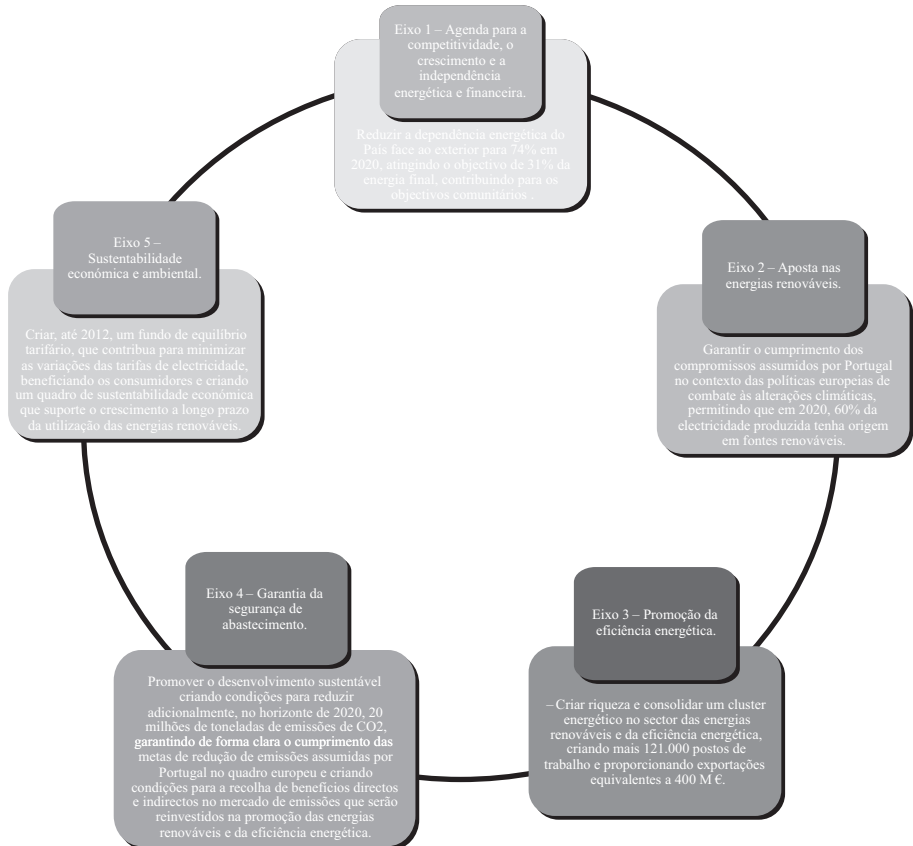 Eixo 1 – Agenda para a
competitividade, o
crescimento e a
independência
energética e financeira.
Reduzir a dependência energética do
País face ao exterior para 74% em
2020, atingindo o objectivo de 31% da
energia final, contribuindo para os
objectivos comunitários .
Eixo 2 – Aposta nas
energias renováveis.
Garantir o cumprimento dos
compromissos assumidos por Portugal
no contexto das políticas europeias de
combate às alterações climáticas,
permitindo que em 2020, 60% da
electricidade produzida tenha origem
em fontes renováveis.
Eixo 3 – Promoção da
eficiência energética.
– Criar riqueza e consolidar um cluster
energético no sector das energias
renováveis e da eficiência energética,
criando mais 121.000 postos de
trabalho e proporcionando exportações
equivalentes a 400 M €.
Eixo 4 – Garantia da
segurança de
abastecimento.
Promover o desenvolvimento sustentável
criando condições para reduzir
adicionalmente, no horizonte de 2020, 20
milhões de toneladas de emissões de CO2,
garantindo de forma clara o cumprimento das
metas de redução de emissões assumidas por
Portugal no quadro europeu e criando
condições para a recolha de benefícios directos
e indirectos no mercado de emissões que serão
reinvestidos na promoção das energias
renováveis e da eficiência energética.
Eixo 5 –
Sustentabilidade
económica e ambiental.
Criar, até 2012, um fundo de equilíbrio
tarifário, que contribua para minimizar
as variações das tarifas de electricidade,
beneficiando os consumidores e criando
um quadro de sustentabilidade económica
que suporte o crescimento a longo prazo
da utilização das energias renováveis.